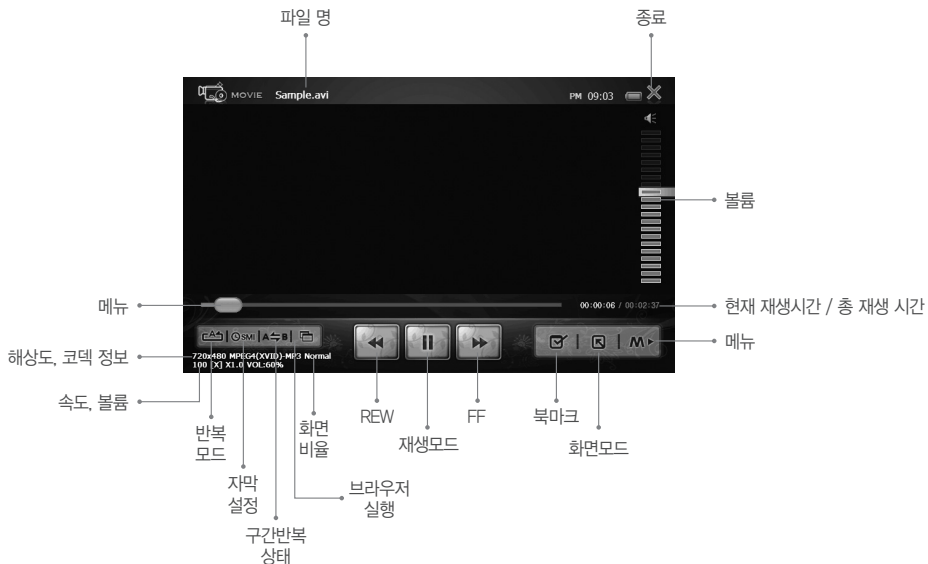 파일 명
종료
MOVIE Sample.avi
PM 09:03
볼륨
메뉴
00:00:06 / 00:02:37
현재 재생시간 / 총 재생 시간
A
SMI
A B
M
메뉴
해상도, 코덱 정보
720x480 MPEG4(XVID)-MP3 Normal
100 [X] X1.0 VOL:60%
속도, 볼륨
반복
모드
자막
설정
구간반복
상태
브라우저
실행
화면
비율
REW
재생모드
FF
북마크
화면모드